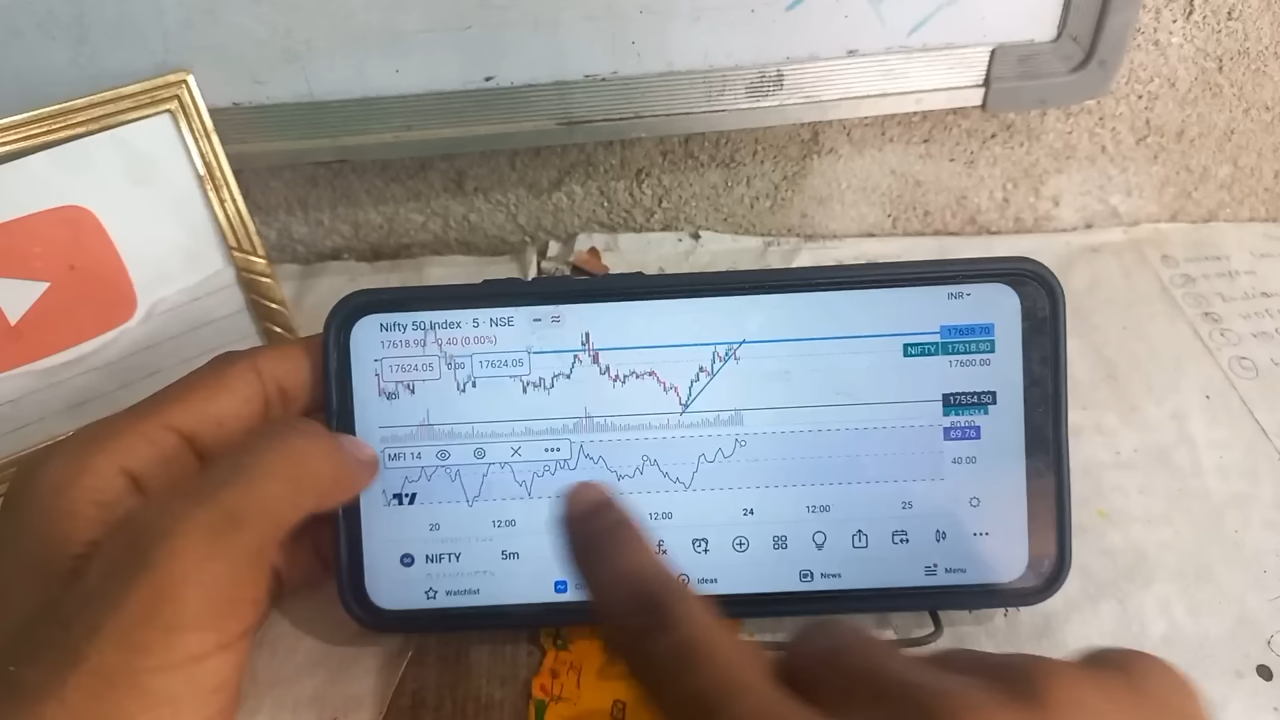 Nifty 50 Index · 5 · NSE
INR
17618.90 -0.40 (0.00%)
17638.70
NIFTY 17618.90
17600.00
17624.05 0.00 17624.05
Vol
17554.50
4.185M
80.00
69.76
MFI 14
40.00
20 12:00 12:00 24 12:00 25
NIFTY 5m
Watchlist Ideas News Menu